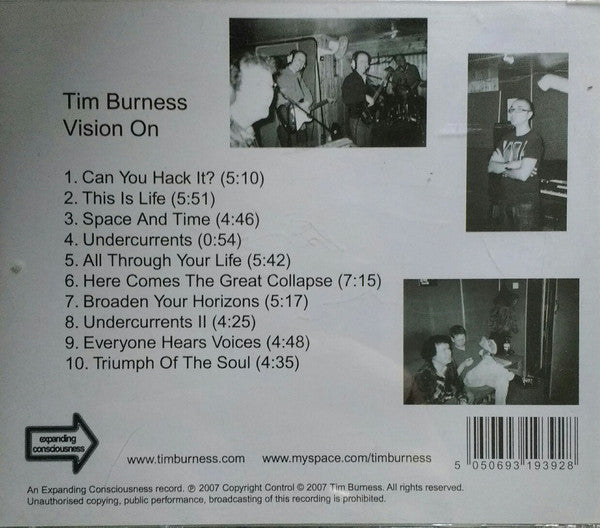 Tim Burness
Vision On
1. Can You Hack It? (5:10)
2. This Is Life (5:51)
3. Space And Time (4:46)
4. Undercurrents (0:54)
5. All Through Your Life (5:42)
6. Here Comes The Great Collapse (7:15)
7. Broaden Your Horizons (5:17)
8. Undercurrents II (4:25)
9. Everyone Hears Voices (4:48)
10. Triumph Of The Soul (4:35)
expanding
consciousness
www.timburness.com www.myspace.com/timburness
5 050693 193928
An Expanding Consciousness record. ℗ 2007 Copyright Control © 2007 Tim Burness. All rights reserved.
Unauthorised copying, public performance, broadcasting of this recording is prohibited.